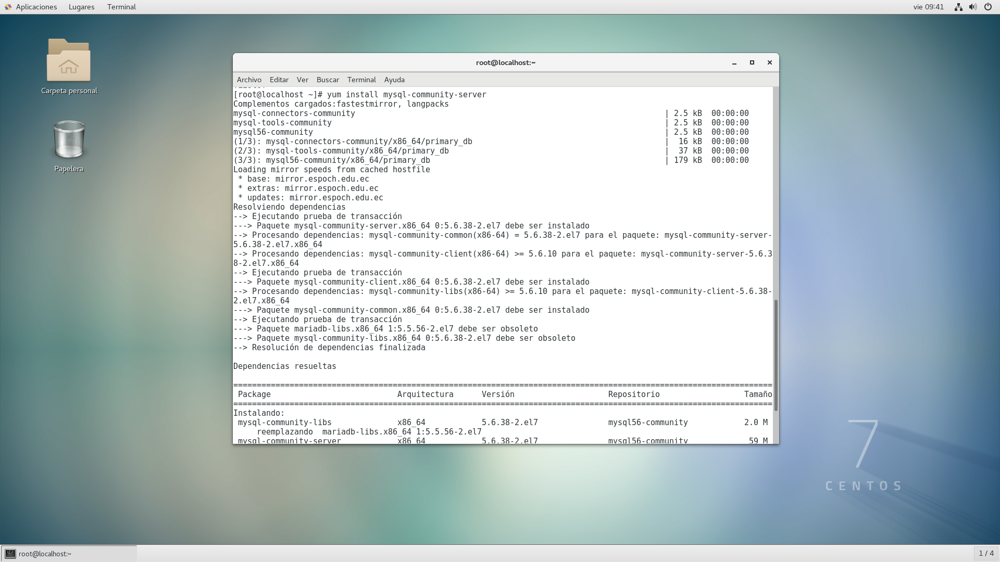 Aplicaciones Lugares Terminal vie 09:41
Carpeta personal
Papelera
root@localhost:~
Archivo Editar Ver Buscar Terminal Ayuda
[root@localhost ~]# yum install mysql-community-server
Complementos cargados:fastestmirror, langpacks
mysql-connectors-community | 2.5 kB 00:00:00
mysql-tools-community | 2.5 kB 00:00:00
mysql56-community | 2.5 kB 00:00:00
(1/3): mysql-connectors-community/x86_64/primary_db | 16 kB 00:00:00
(2/3): mysql-tools-community/x86_64/primary_db | 37 kB 00:00:00
(3/3): mysql56-community/x86_64/primary_db | 179 kB 00:00:00
Loading mirror speeds from cached hostfile
* base: mirror.espoch.edu.ec
* extras: mirror.espoch.edu.ec
* updates: mirror.espoch.edu.ec
Resolviendo dependencias
--> Ejecutando prueba de transacción
---> Paquete mysql-community-server.x86_64 0:5.6.38-2.el7 debe ser instalado
--> Procesando dependencias: mysql-community-common(x86-64) = 5.6.38-2.el7 para el paquete: mysql-community-server-
5.6.38-2.el7.x86_64
--> Procesando dependencias: mysql-community-client(x86-64) >= 5.6.10 para el paquete: mysql-community-server-5.6.3
8-2.el7.x86_64
--> Ejecutando prueba de transacción
---> Paquete mysql-community-client.x86_64 0:5.6.38-2.el7 debe ser instalado
--> Procesando dependencias: mysql-community-libs(x86-64) >= 5.6.10 para el paquete: mysql-community-client-5.6.38-
2.el7.x86_64
---> Paquete mysql-community-common.x86_64 0:5.6.38-2.el7 debe ser instalado
--> Ejecutando prueba de transacción
---> Paquete mariadb-libs.x86_64 1:5.5.56-2.el7 debe ser obsoleto
---> Paquete mysql-community-libs.x86_64 0:5.6.38-2.el7 debe ser obsoleto
--> Resolución de dependencias finalizada
Dependencias resueltas
===================================================================================================================
Package Arquitectura Versión Repositorio Tamaño
===================================================================================================================
Instalando:
mysql-community-libs x86_64 5.6.38-2.el7 mysql56-community 2.0 M
reemplazando mariadb-libs.x86_64 1:5.5.56-2.el7
mysql-community-server x86_64 5.6.38-2.el7 mysql56-community 59 M
7
CENTOS
root@localhost:~ 1 / 4